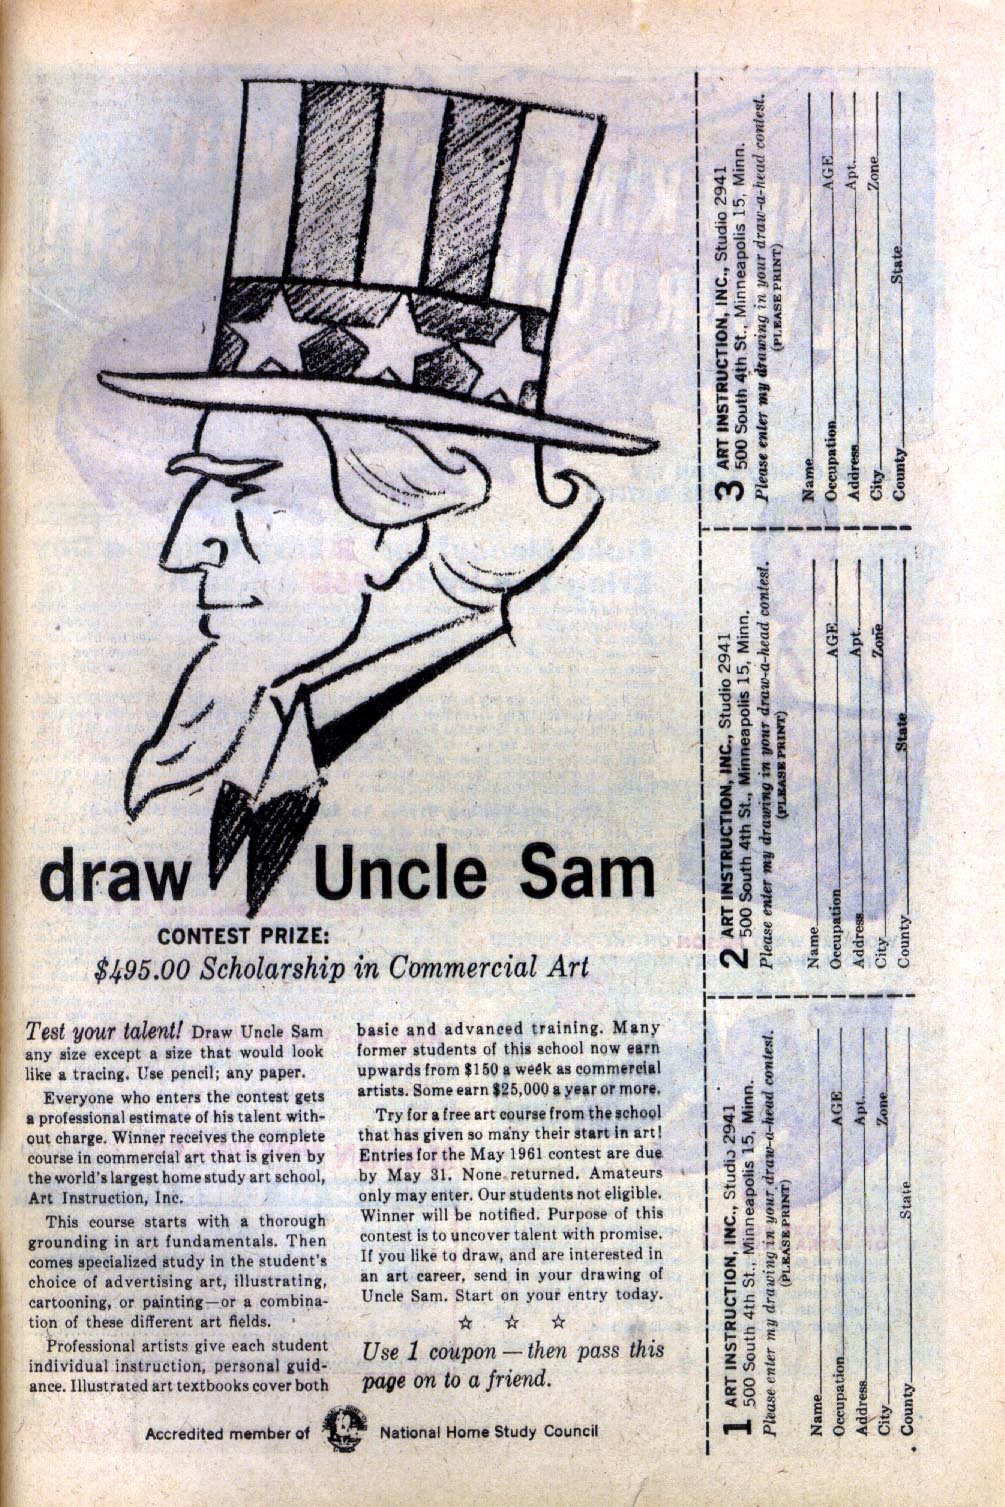 draw Uncle Sam
CONTEST PRIZE:
$495.00 Scholarship in Commercial Art
Test your talent! Draw Uncle Sam
any size except a size that would look
like a tracing. Use pencil; any paper.
Everyone who enters the contest gets
a professional estimate of his talent with-
out charge. Winner receives the complete
course in commercial art that is given by
the world's largest home study art school,
Art Instruction, Inc.
This course starts with a thorough
grounding in art fundamentals. Then
comes specialized study in the student's
choice of advertising art, illustrating,
cartooning, or painting—or a combina-
tion of these different art fields.
Professional artists give each student
individual instruction, personal guid-
ance. Illustrated art textbooks cover both
basic and advanced training. Many
former students of this school now earn
upwards from $150 a week as commercial
artists. Some earn $25,000 a year or more.
Try for a free art course from the school
that has given so many their start in art!
Entries for the May 1961 contest are due
by May 31. None returned. Amateurs
only may enter. Our students not eligible.
Winner will be notified. Purpose of this
contest is to uncover talent with promise.
If you like to draw, and are interested in
an art career, send in your drawing of
Uncle Sam. Start on your entry today.
☆ ☆ ☆
Use 1 coupon—then pass this
page on to a friend.
Accredited member of National Home Study Council
1 ART INSTRUCTION, INC., Studio 2941
500 South 4th St., Minneapolis 15, Minn.
Please enter my drawing in your draw-a-head contest.
(PLEASE PRINT)
Name
Occupation AGE
Address Apt.
City Zone
County State
2 ART INSTRUCTION, INC., Studio 2941
500 South 4th St., Minneapolis 15, Minn.
Please enter my drawing in your draw-a-head contest.
(PLEASE PRINT)
Name
Occupation AGE
Address Apt.
City Zone
County State
3 ART INSTRUCTION, INC., Studio 2941
500 South 4th St., Minneapolis 15, Minn.
Please enter my drawing in your draw-a-head contest.
(PLEASE PRINT)
Name
Occupation AGE
Address Apt.
City Zone
County State